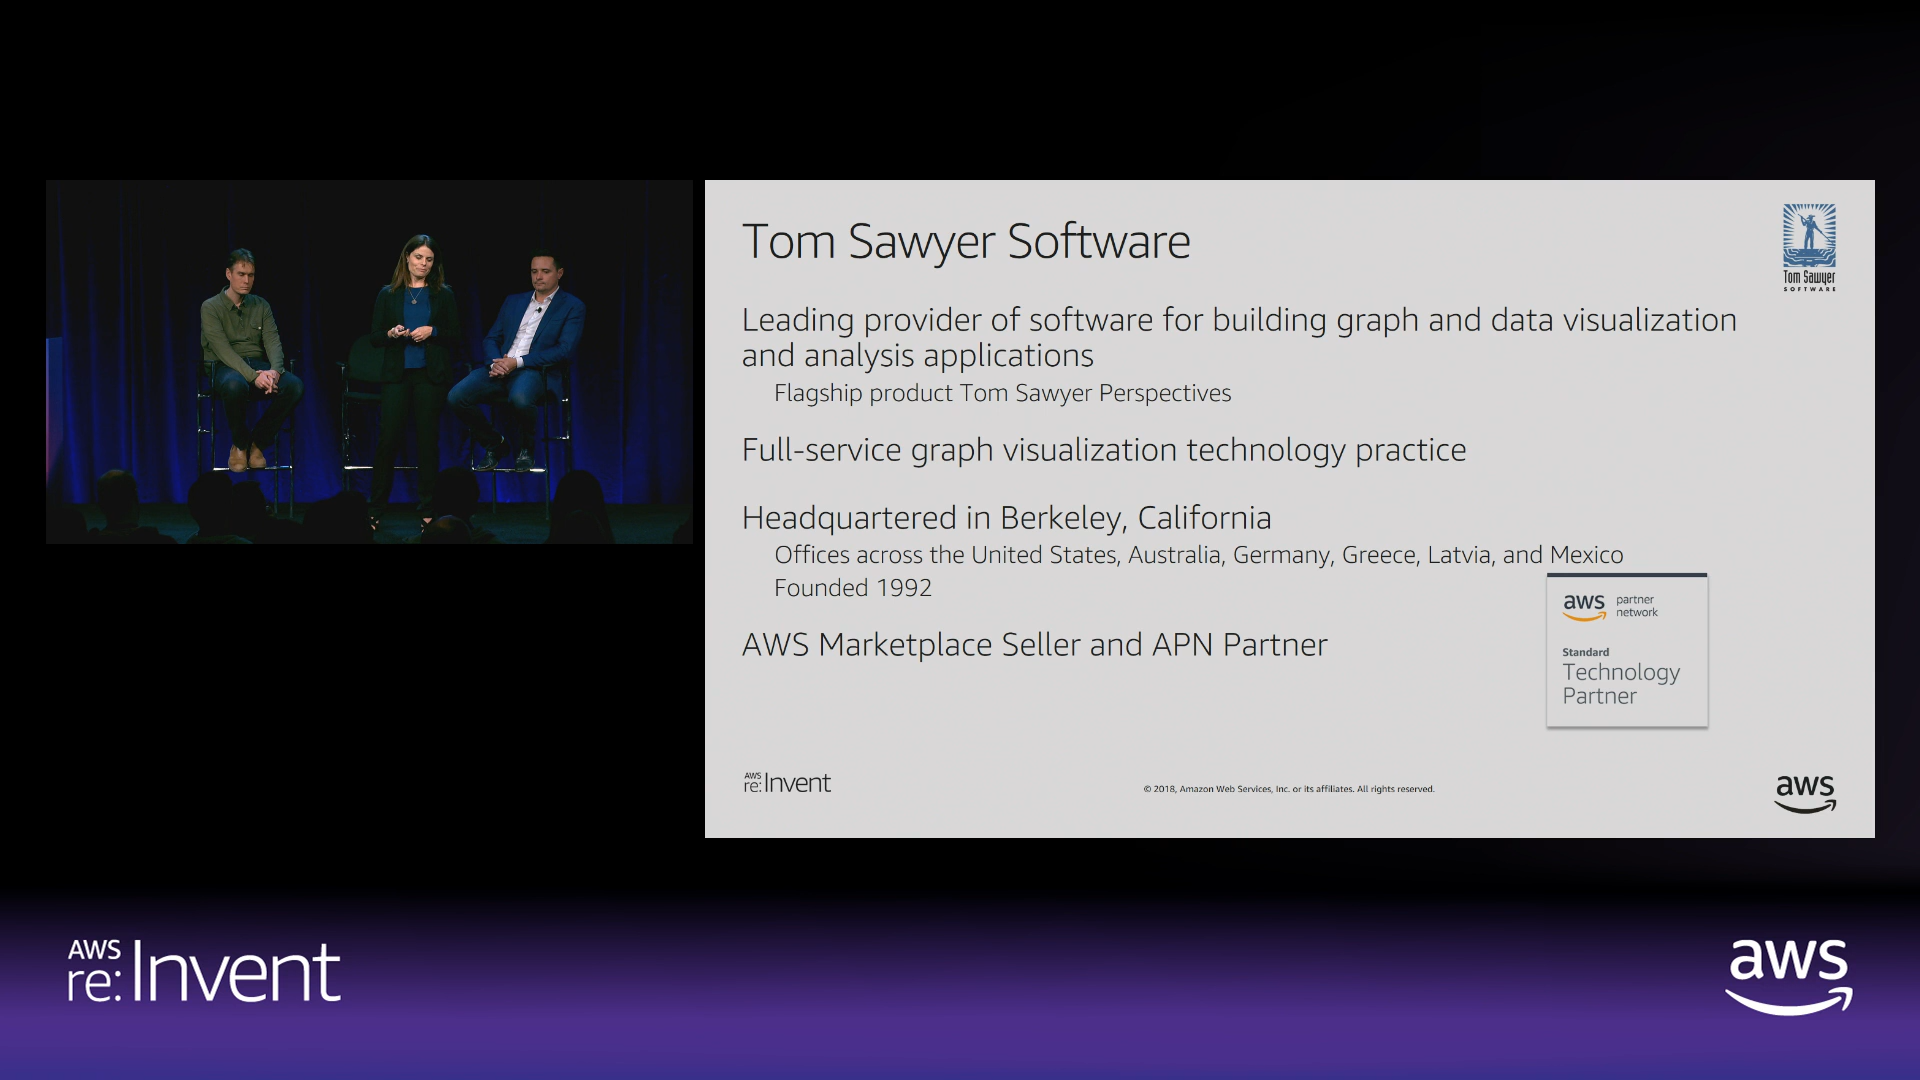 Tom Sawyer Software
Tom Sawyer
SOFTWARE
Leading provider of software for building graph and data visualization
and analysis applications
Flagship product Tom Sawyer Perspectives
Full-service graph visualization technology practice
Headquartered in Berkeley, California
Offices across the United States, Australia, Germany, Greece, Latvia, and Mexico
Founded 1992
AWS Marketplace Seller and APN Partner
aws partner
network
Standard
Technology
Partner
AWS
re:Invent
© 2018, Amazon Web Services, Inc. or its affiliates. All rights reserved.
aws
AWS
re:Invent
aws